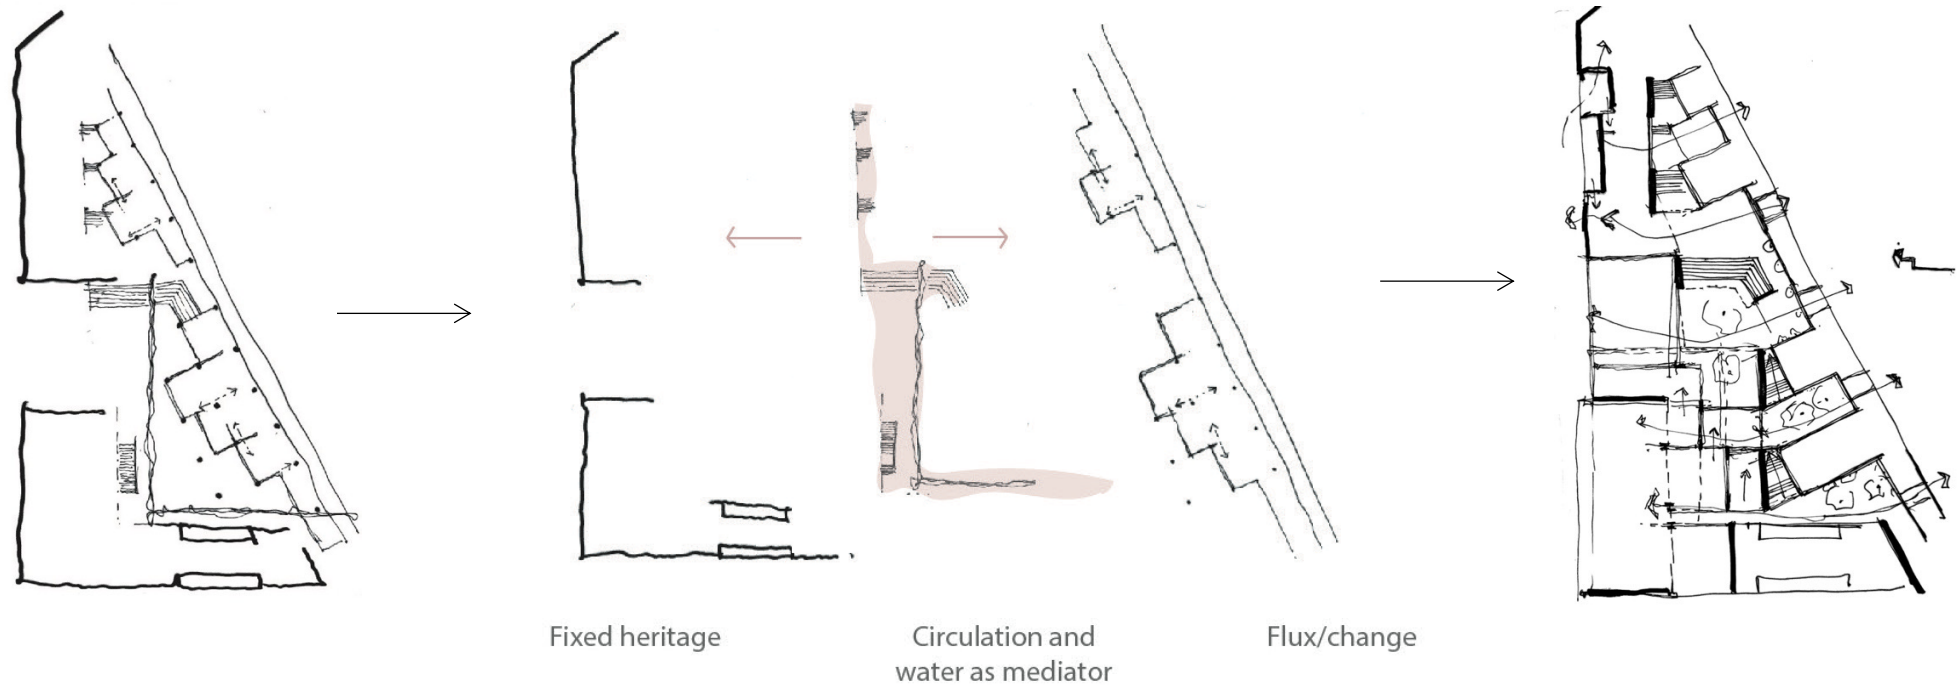 Fixed heritage
Circulation and
water as mediator
Flux/change